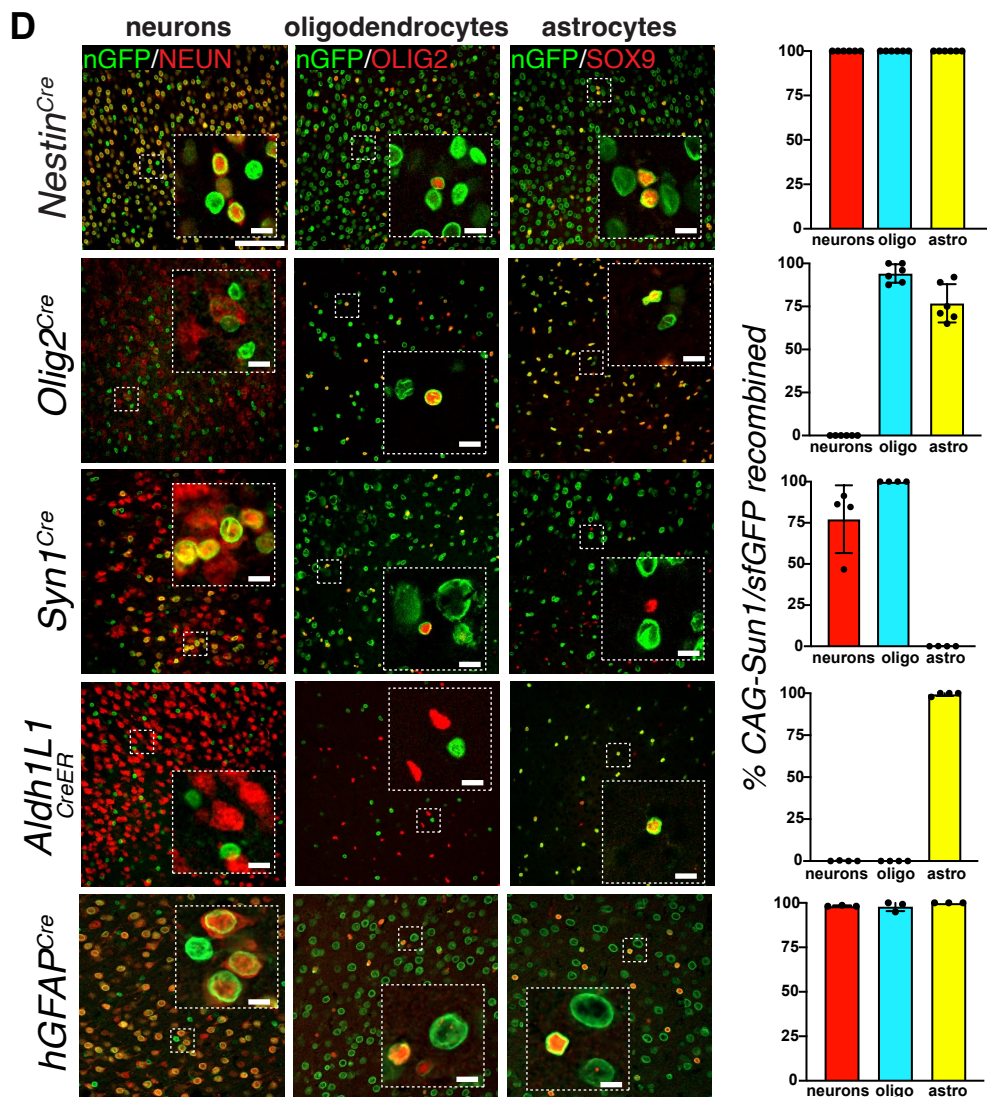 D
neurons oligodendrocytes astrocytes
nGFP/NEUN nGFP/OLIG2 nGFP/SOX9
NestinCre
100
75
50
25
0
neurons oligo astro
Olig2Cre
100
75
50
25
0
neurons oligo astro
Syn1Cre
100
75
50
25
0
neurons oligo astro
Aldh1L1
CreER
100
75
50
25
0
neurons oligo astro
hGFAPCre
100
75
50
25
0
neurons oligo astro
% CAG-Sun1/sfGFP recombined